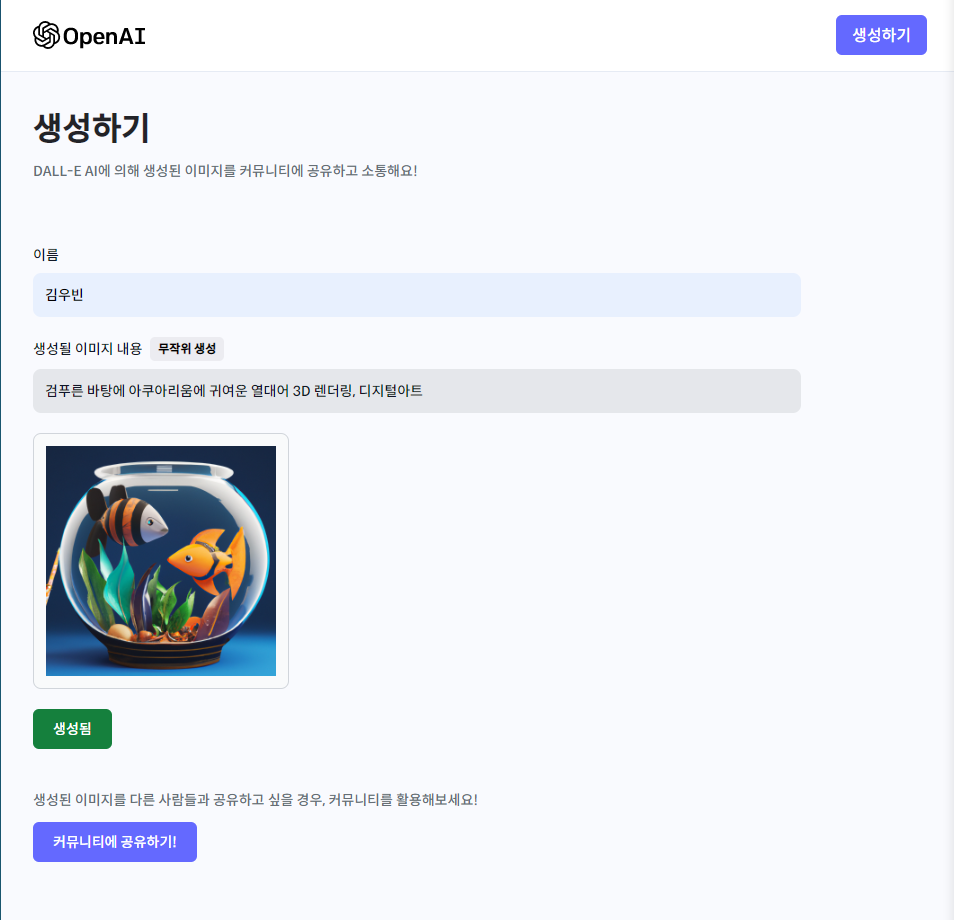 OpenAI
생성하기
생성하기
DALL-E AI에 의해 생성된 이미지를 커뮤니티에 공유하고 소통해요!
이름
김우빈
생성될 이미지 내용 무작위 생성
검푸른 바탕에 아쿠아리움에 귀여운 열대어 3D 렌더링, 디지털아트
생성됨
생성된 이미지를 다른 사람들과 공유하고 싶을 경우, 커뮤니티를 활용해보세요!
커뮤니티에 공유하기!